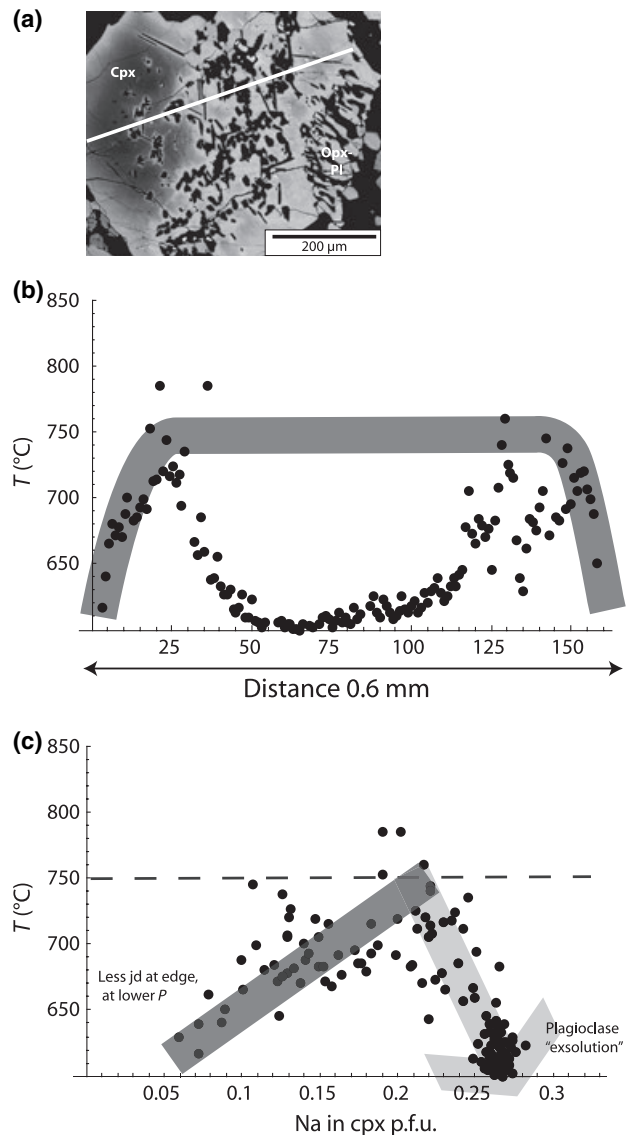 (a)
Cpx
Opx-
Pl
200 µm
(b)
850
800
750
700
650
T (°C)
25
50
75
100
125
150
Distance 0.6 mm
(c)
850
800
750
700
650
T (°C)
Less jd at edge,
at lower P
Plagioclase
"exsolution"
0.05
0.1
0.15
0.2
0.25
0.3
Na in cpx p.f.u.